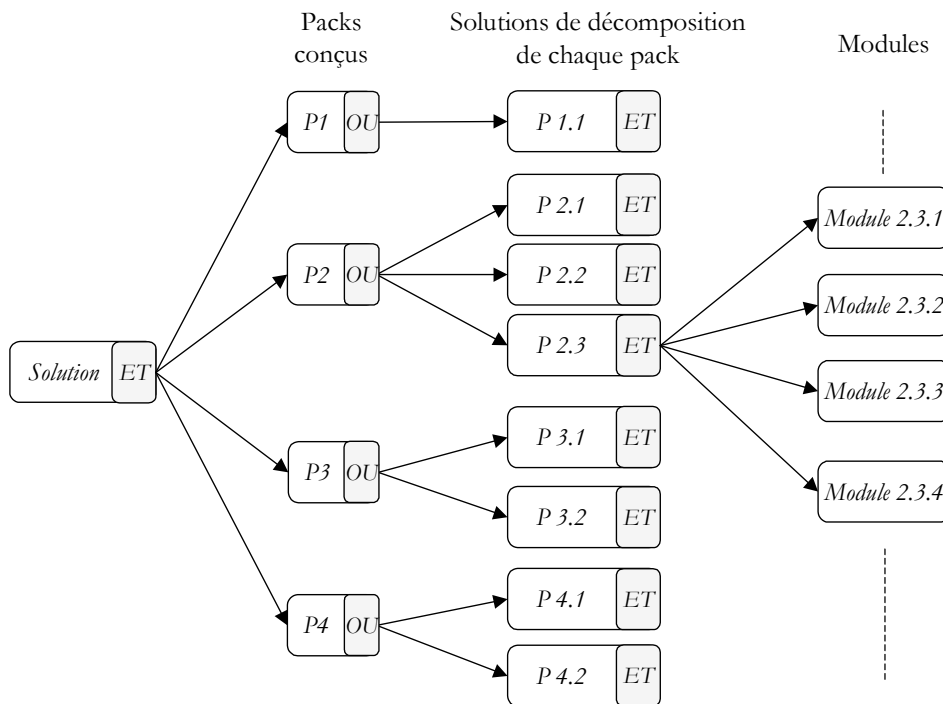 Packs
conçus
Solutions de décomposition
de chaque pack
Modules
P1 OU
P 1.1 ET
P 2.1 ET
Module 2.3.1
P2 OU
P 2.2 ET
Module 2.3.2
P 2.3 ET
Solution ET
Module 2.3.3
P 3.1 ET
P3 OU
Module 2.3.4
P 3.2 ET
P 4.1 ET
P4 OU
P 4.2 ET